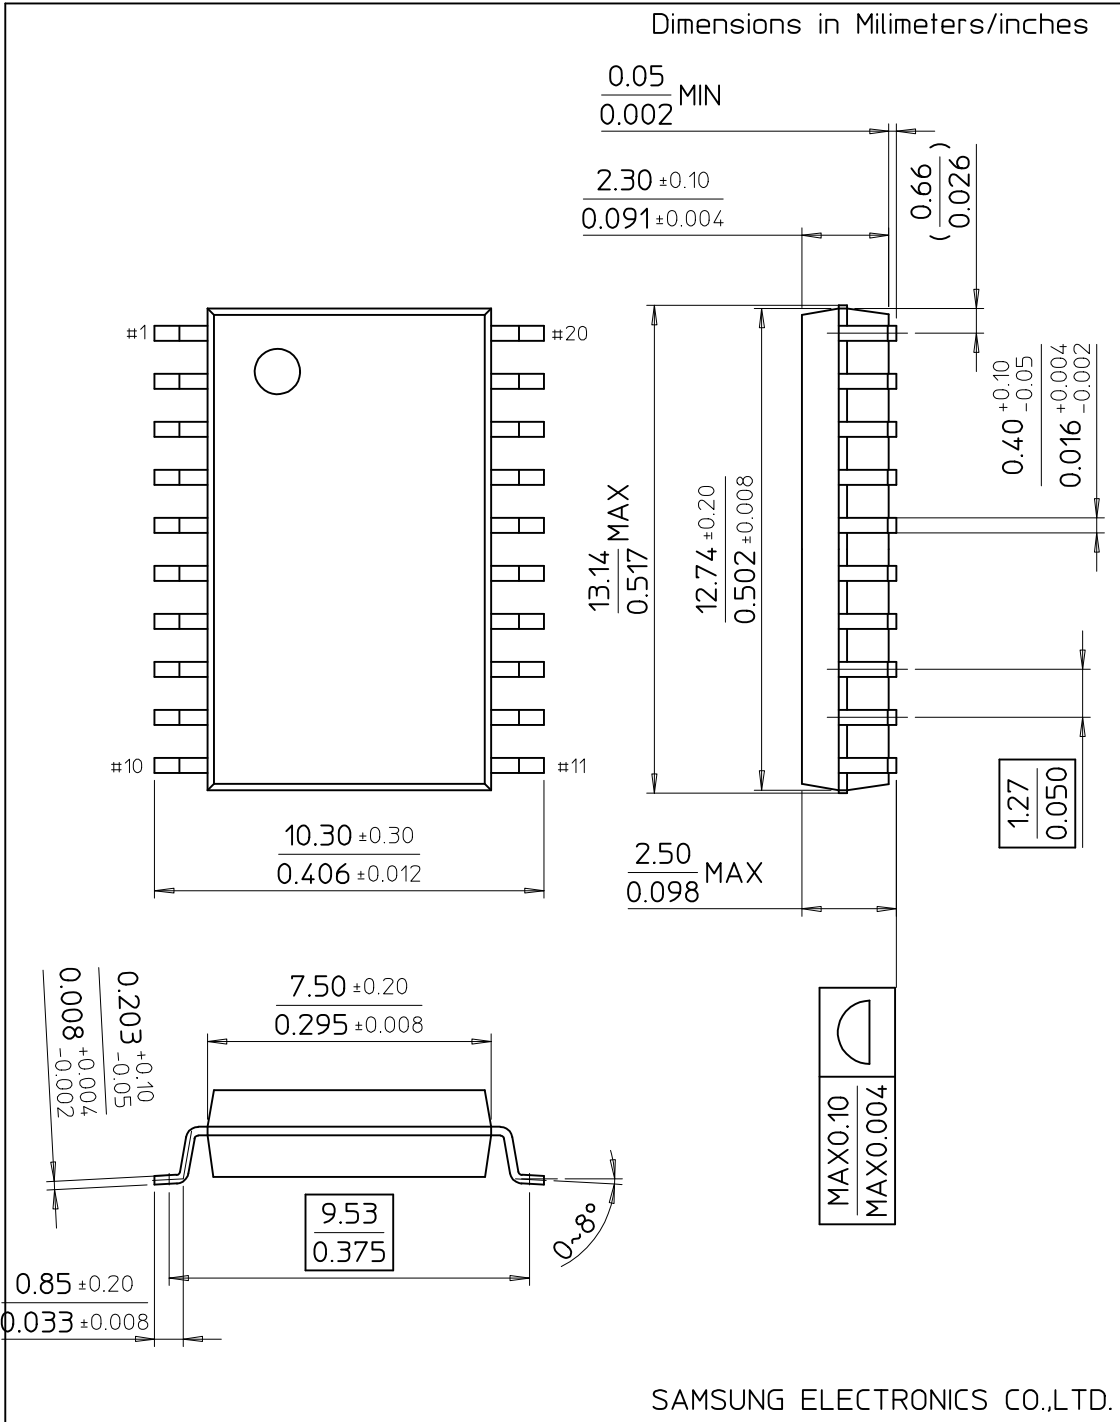 Dimensions in Milimeters/inches
0.05
0.002 MIN
2.30 ±0.10
0.091 ±0.004
(0.66
0.026)
#1
#20
0.40 +0.10 -0.05
0.016 +0.004 -0.002
13.14
0.517 MAX
12.74 ±0.20
0.502 ±0.008
#10
#11
1.27
0.050
10.30 ±0.30
0.406 ±0.012
2.50
0.098 MAX
0.203 +0.10 -0.05
0.008 +0.004 -0.002
7.50 ±0.20
0.295 ±0.008
MAX0.10
MAX0.004
9.53
0.375
0~8°
0.85 ±0.20
0.033 ±0.008
SAMSUNG ELECTRONICS CO.,LTD.